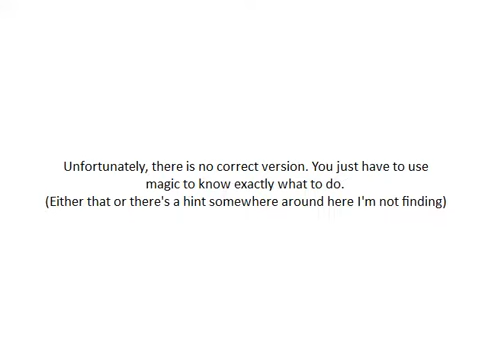 Unfortunately, there is no correct version. You just have to use
magic to know exactly what to do.
(Either that or there's a hint somewhere around here I'm not finding)